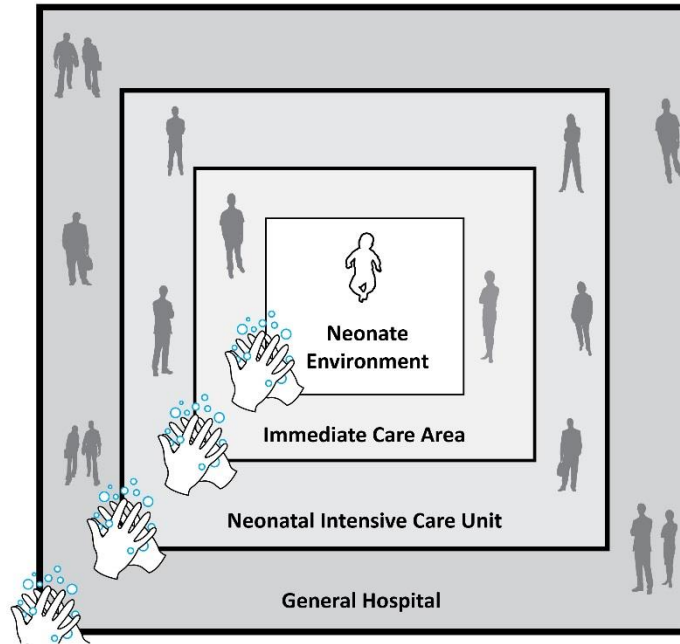 Neonate
Environment
Immediate Care Area
Neonatal Intensive Care Unit
General Hospital